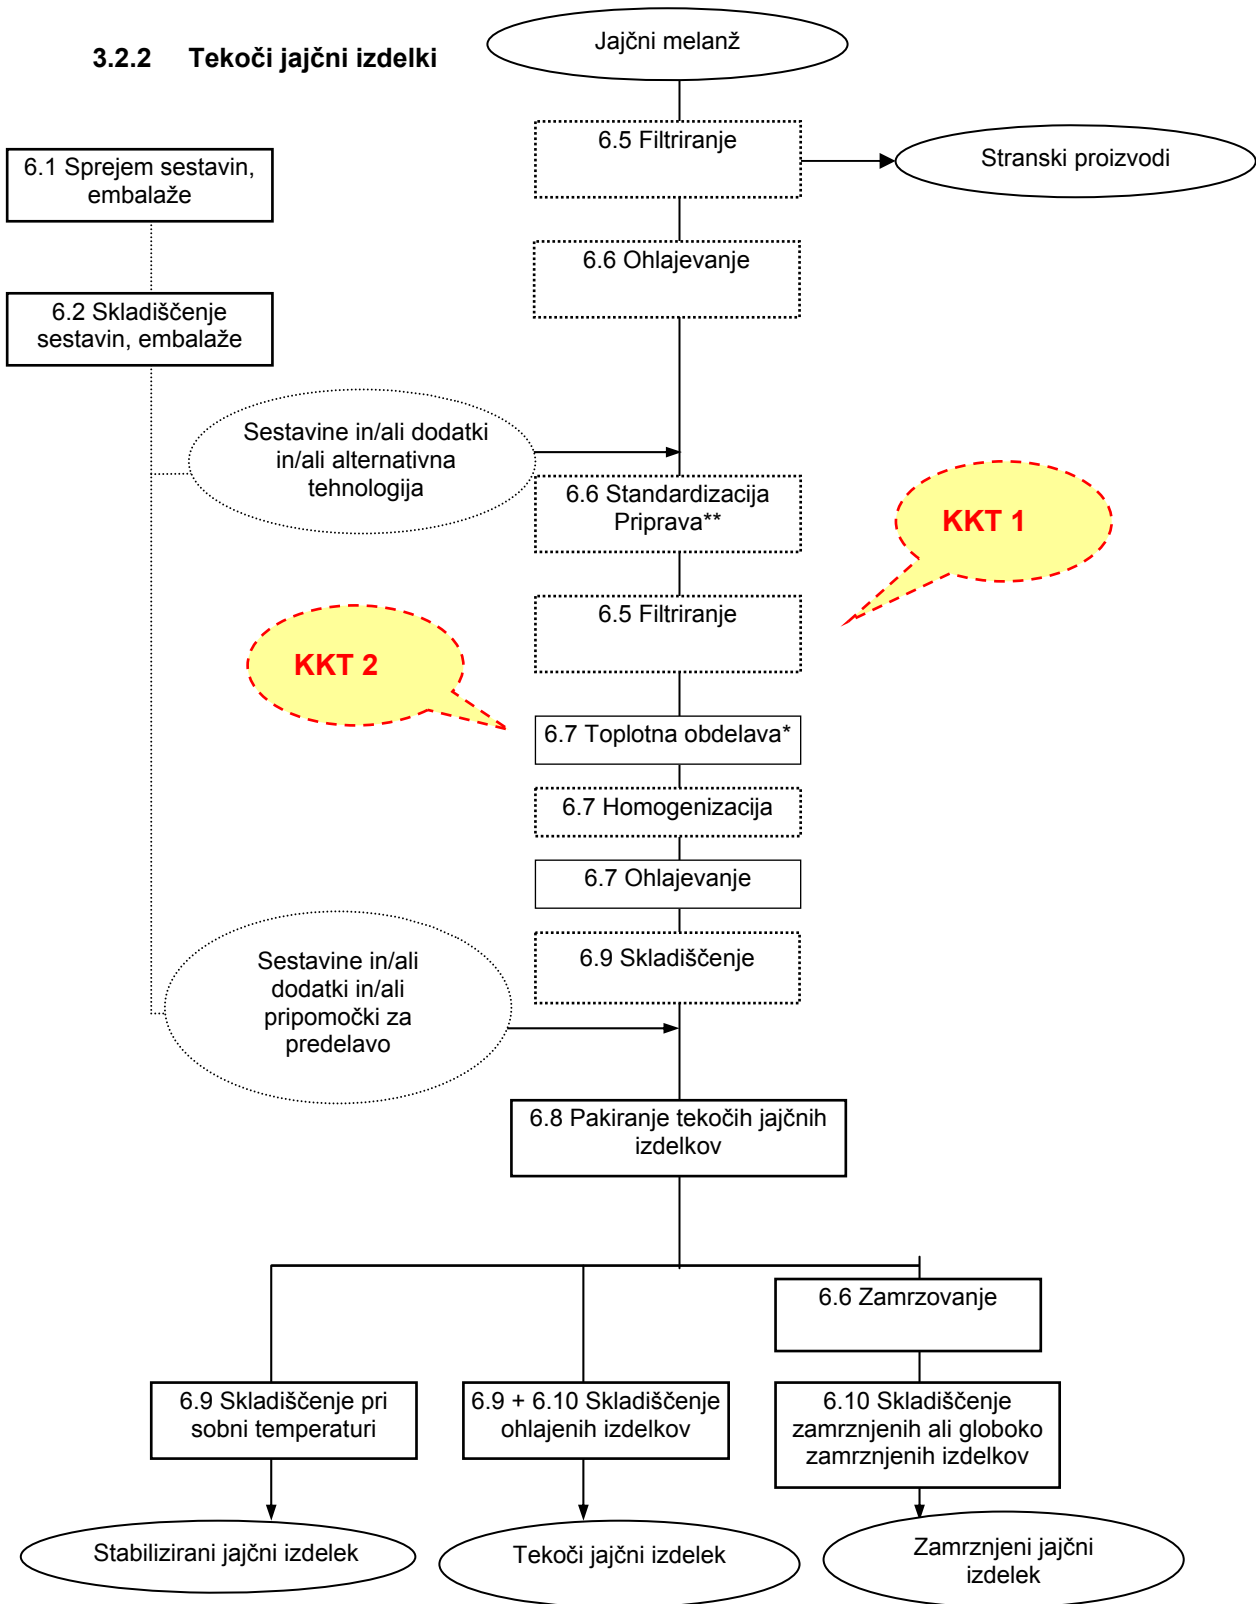 3.2.2 Tekoči jajčni izdelki
Jajčni melanž
6.5 Filtriranje
Stranski proizvodi
6.1 Sprejem sestavin,
embalaže
6.6 Ohlajevanje
6.2 Skladiščenje
sestavin, embalaže
Sestavine in/ali dodatki
in/ali alternativna
tehnologija
6.6 Standardizacija
Priprava**
KKT 1
6.5 Filtriranje
KKT 2
6.7 Toplotna obdelava*
6.7 Homogenizacija
6.7 Ohlajevanje
6.9 Skladiščenje
Sestavine in/ali
dodatki in/ali
pripomočki za
predelavo
6.8 Pakiranje tekočih jajčnih
izdelkov
6.6 Zamrzovanje
6.9 Skladiščenje pri
sobni temperaturi
6.9 + 6.10 Skladiščenje
ohlajenih izdelkov
6.10 Skladiščenje
zamrznjenih ali globoko
zamrznjenih izdelkov
Stabilizirani jajčni izdelek
Tekoči jajčni izdelek
Zamrznjeni jajčni
izdelek